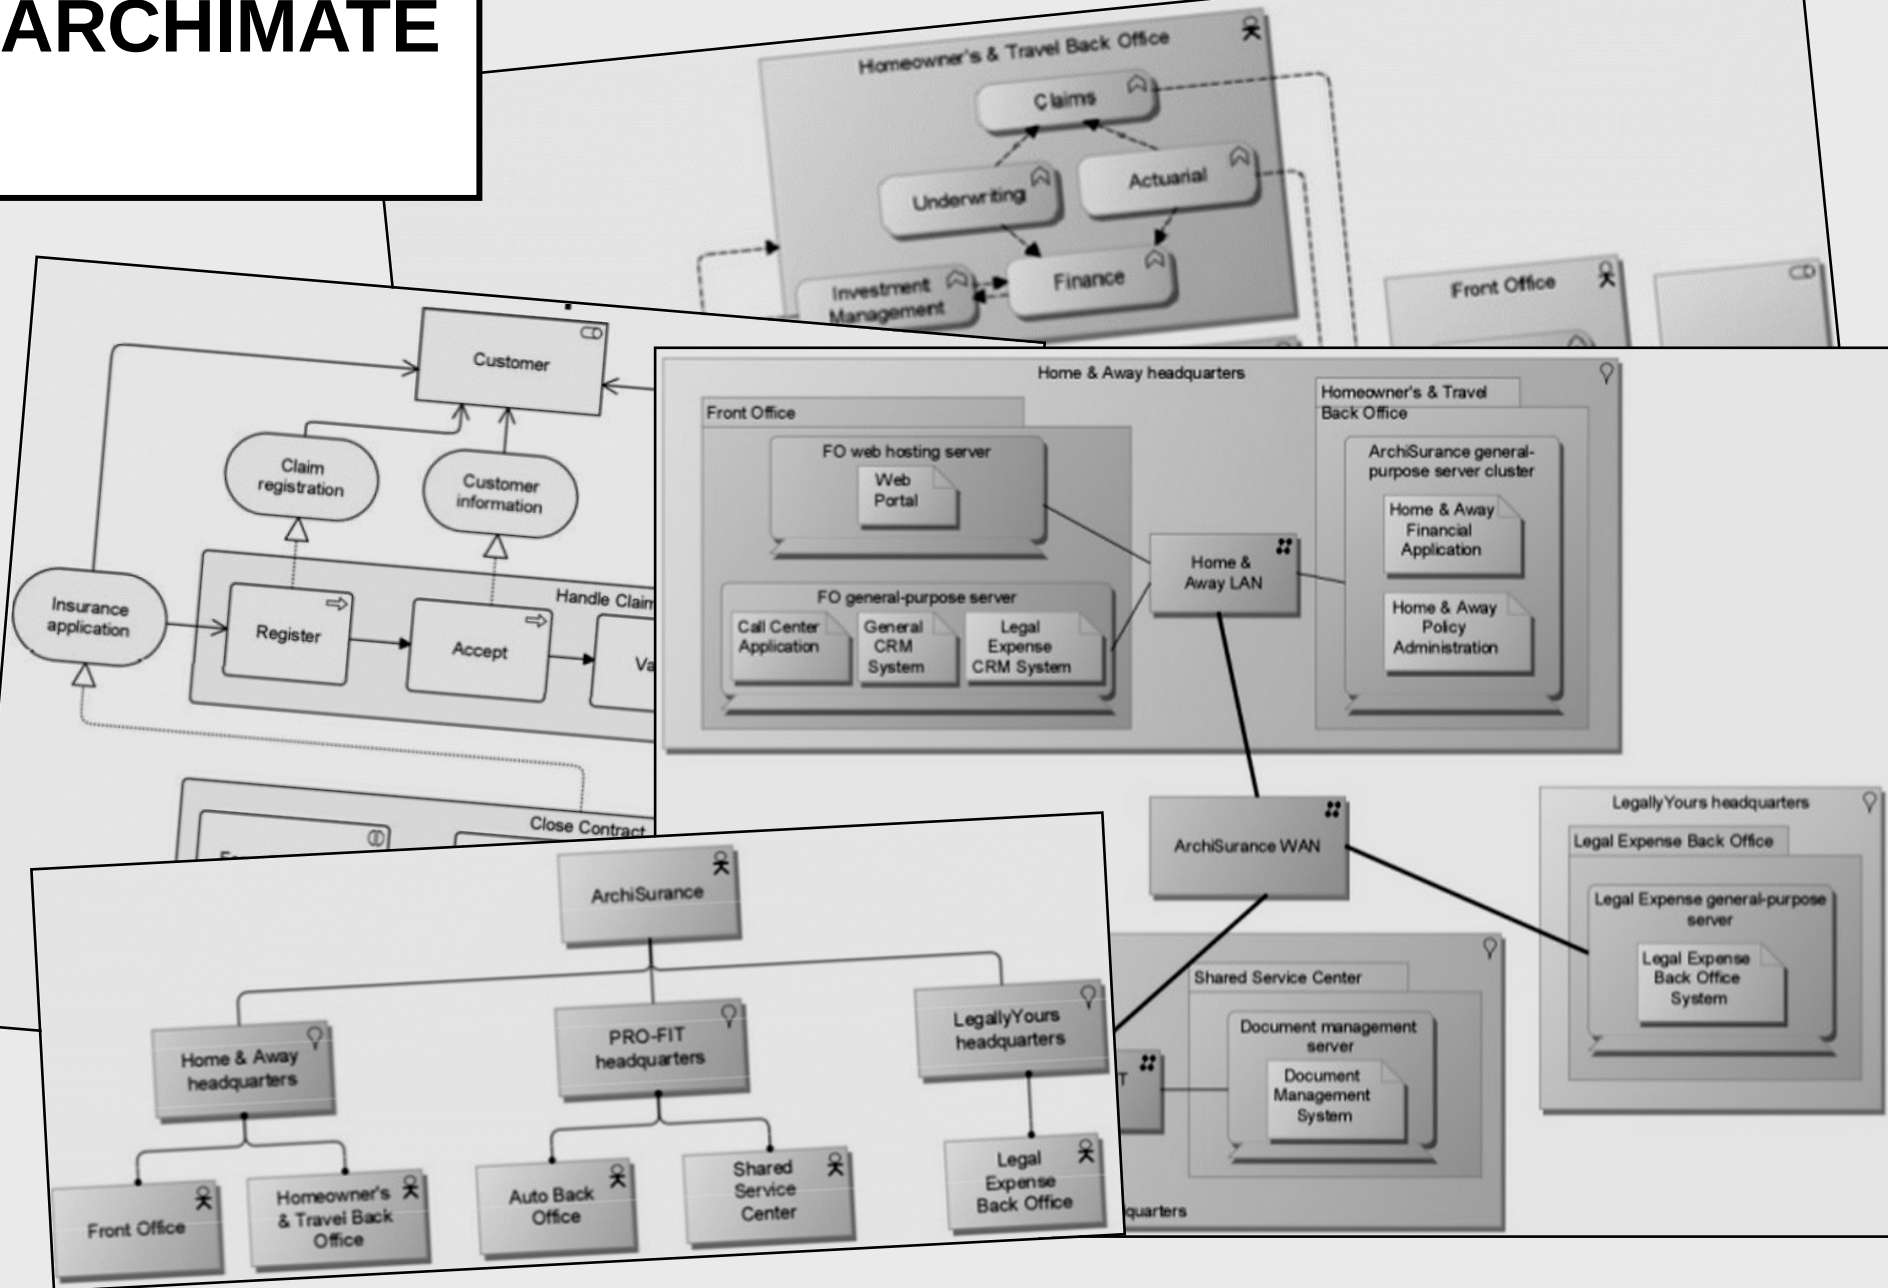 ARCHIMATE
Homeowner's & Travel Back Office
Claims
Underwriting
Actuarial
Investment
Management
Finance
Front Office
Customer
Claim
registration
Customer
information
Insurance
application
Handle Claim
Register
Accept
Close Contract
Home & Away headquarters
Front Office
FO web hosting server
Web
Portal
FO general-purpose server
Call Center
Application
General
CRM
System
Legal
Expense
CRM System
Home &
Away LAN
Homeowner's & Travel
Back Office
ArchiSurance general-
purpose server cluster
Home & Away
Financial
Application
Home & Away
Policy
Administration
ArchiSurance WAN
LegallyYours headquarters
Legal Expense Back Office
Legal Expense general-purpose
server
Legal Expense
Back Office
System
Shared Service Center
Document management
server
Document
Management
System
T
quarters
ArchiSurance
Home & Away
headquarters
PRO-FIT
headquarters
LegallyYours
headquarters
Front Office
Homeowner's
& Travel Back
Office
Auto Back
Office
Shared
Service
Center
Legal
Expense
Back Office